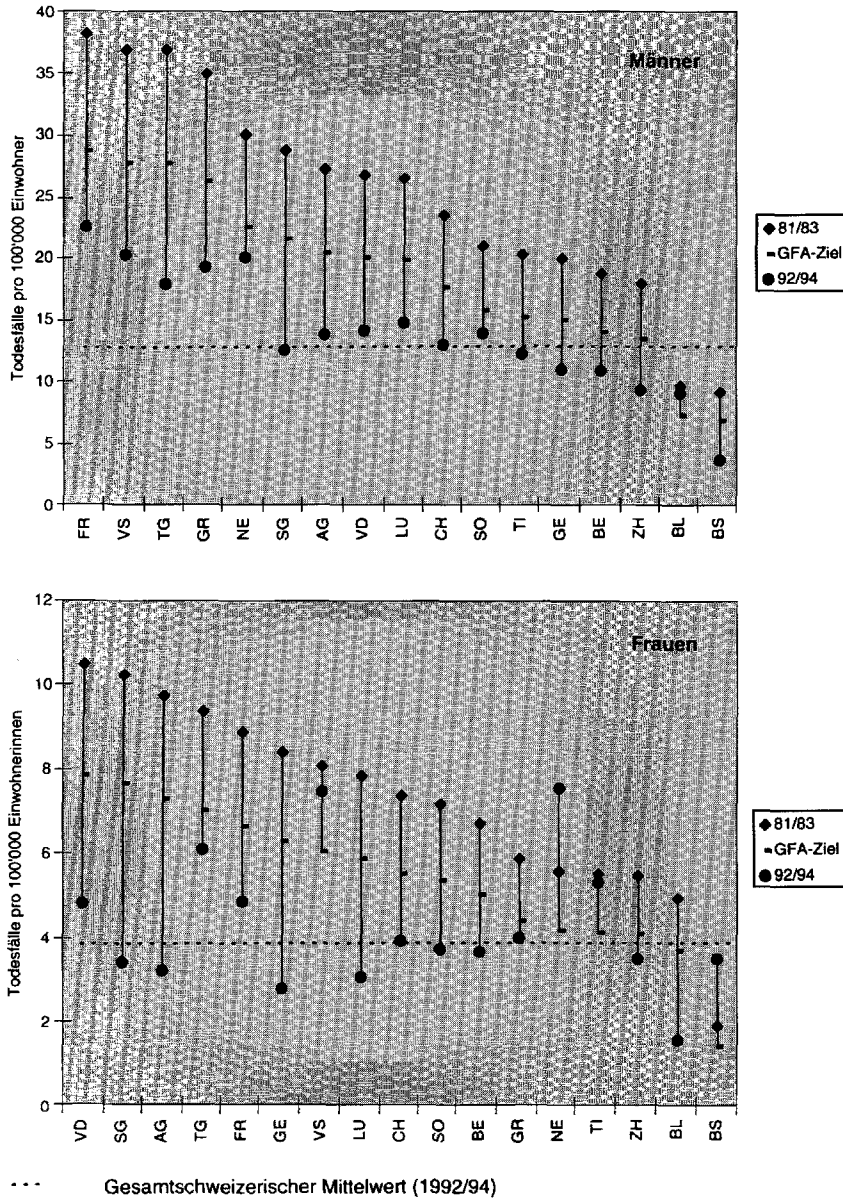 Männer
Todesfälle pro 100'000 Einwohner
40
35
30
25
20
15
10
5
0
FR VS TG GR NE SG AG VD LU CH SO TI GE BE ZH BL BS
81/83
GFA-Ziel
92/94
Frauen
Todesfälle pro 100'000 Einwohnerinnen
12
10
8
6
4
2
0
VD SG AG TG FR GE VS LU CH SO BE GR NE TI ZH BL BS
81/83
GFA-Ziel
92/94
Gesamtschweizerischer Mittelwert (1992/94)